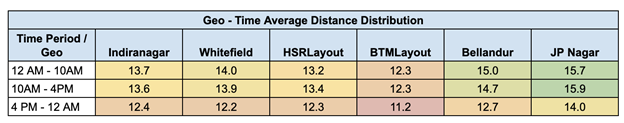 Geo - Time Average Distance Distribution
Time Period / Geo Indiranagar Whitefield HSRLayout BTMLayout Bellandur JP Nagar
12 AM - 10AM 13.7 14.0 13.2 12.3 15.0 15.7
10AM - 4PM 13.6 13.9 13.4 12.3 14.7 15.9
4 PM - 12 AM 12.4 12.2 12.3 11.2 12.7 14.0